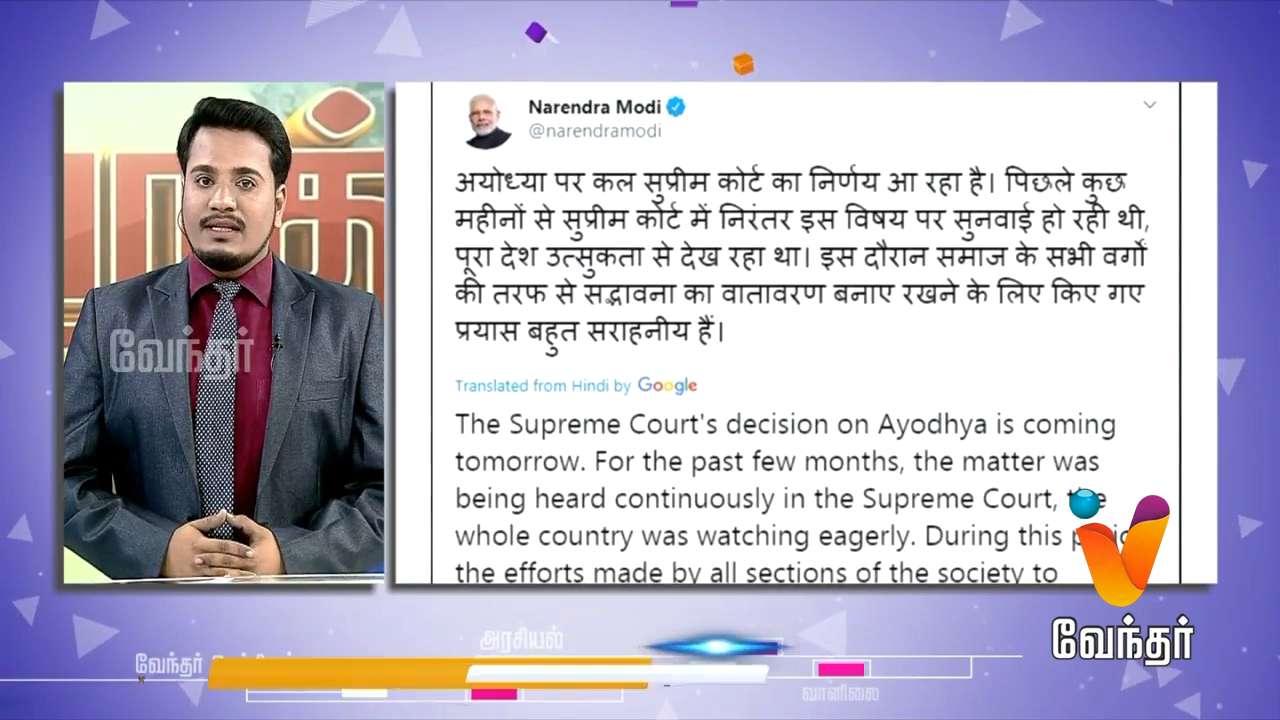 Narendra Modi
@narendramodi
अयोध्या पर कल सुप्रीम कोर्ट का निर्णय आ रहा है। पिछले कुछ
महीनों से सुप्रीम कोर्ट में निरंतर इस विषय पर सुनवाई हो रही थी,
पूरा देश उत्सुकता से देख रहा था। इस दौरान समाज के सभी वर्गों
की तरफ से सद्भावना का वातावरण बनाए रखने के लिए किए गए
प्रयास बहुत सराहनीय हैं।
Translated from Hindi by Google
The Supreme Court's decision on Ayodhya is coming
tomorrow. For the past few months, the matter was
being heard continuously in the Supreme Court, the
whole country was watching eagerly. During this
the efforts made by all sections of the society to
வேந்தர்
வேந்தர்
அரசியல்
வேந்தர்
வானிலை